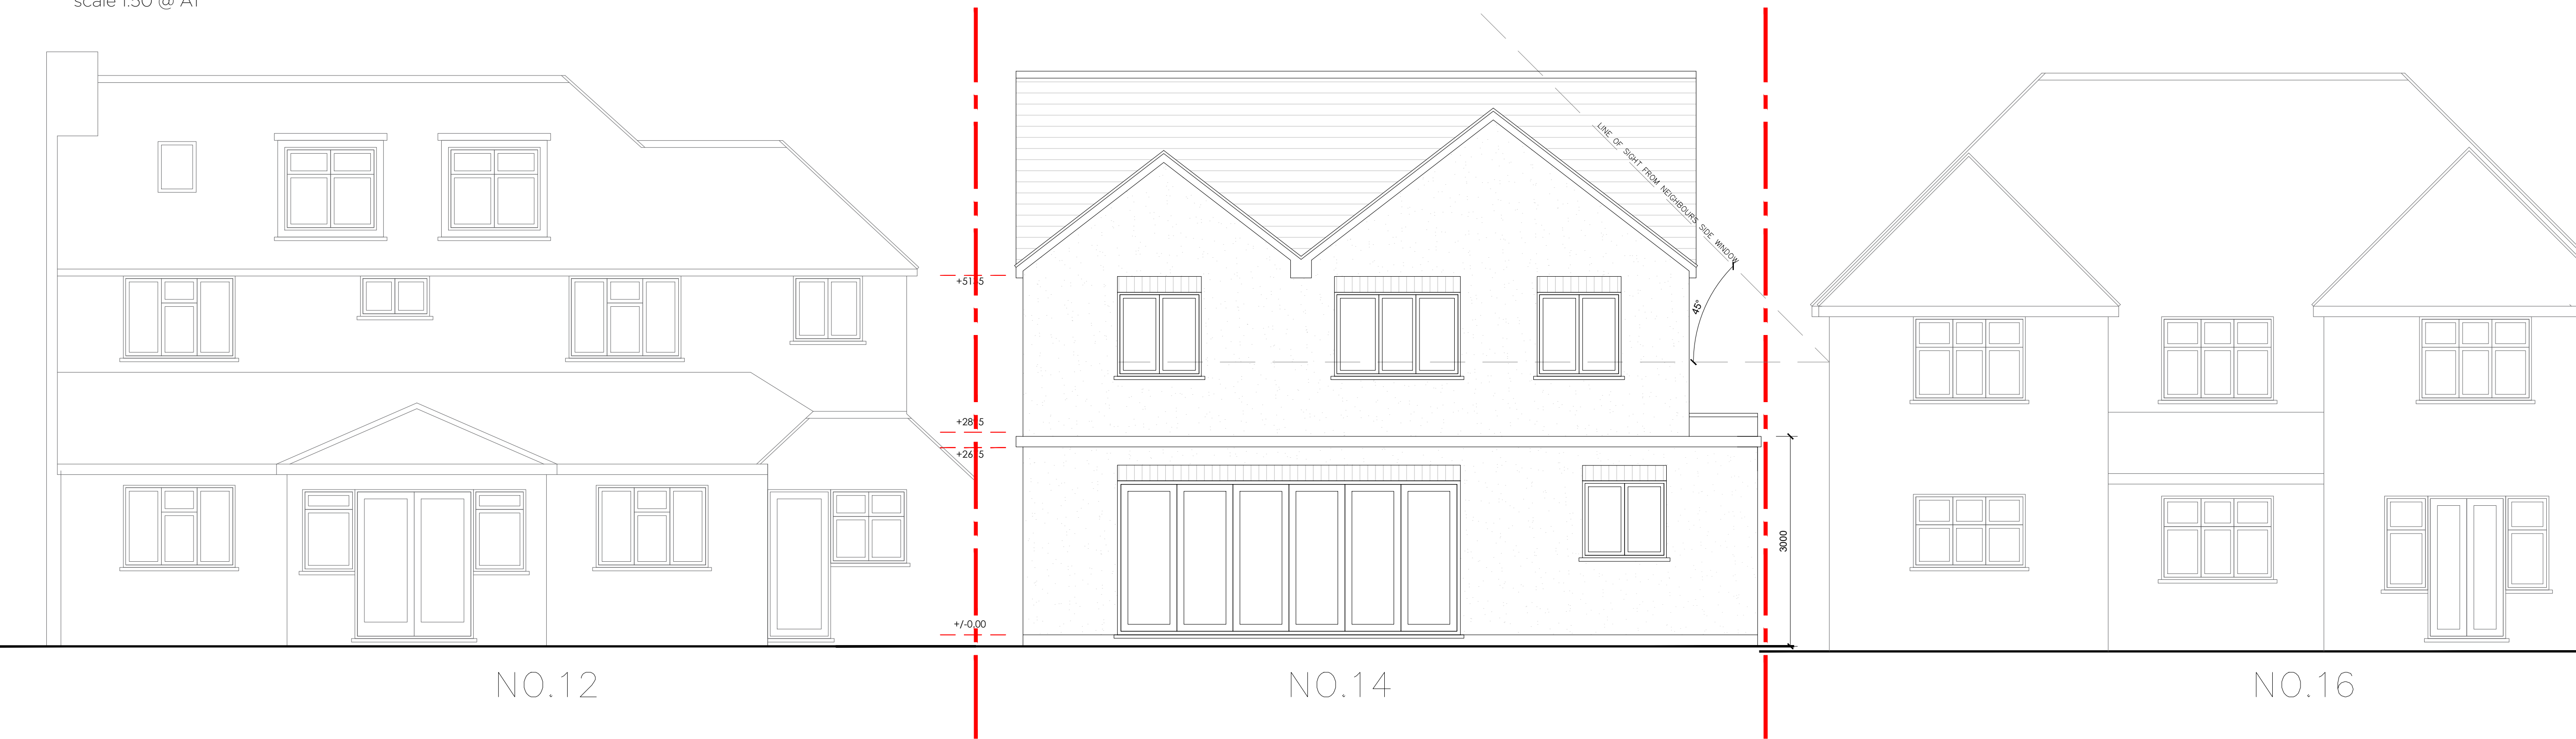 scale 1:50 @ A1
LINE OF SIGHT FROM NEIGHBOURS SIDE WINDOW
45°
3000
+/-0.00
NO.12
NO.14
NO.16